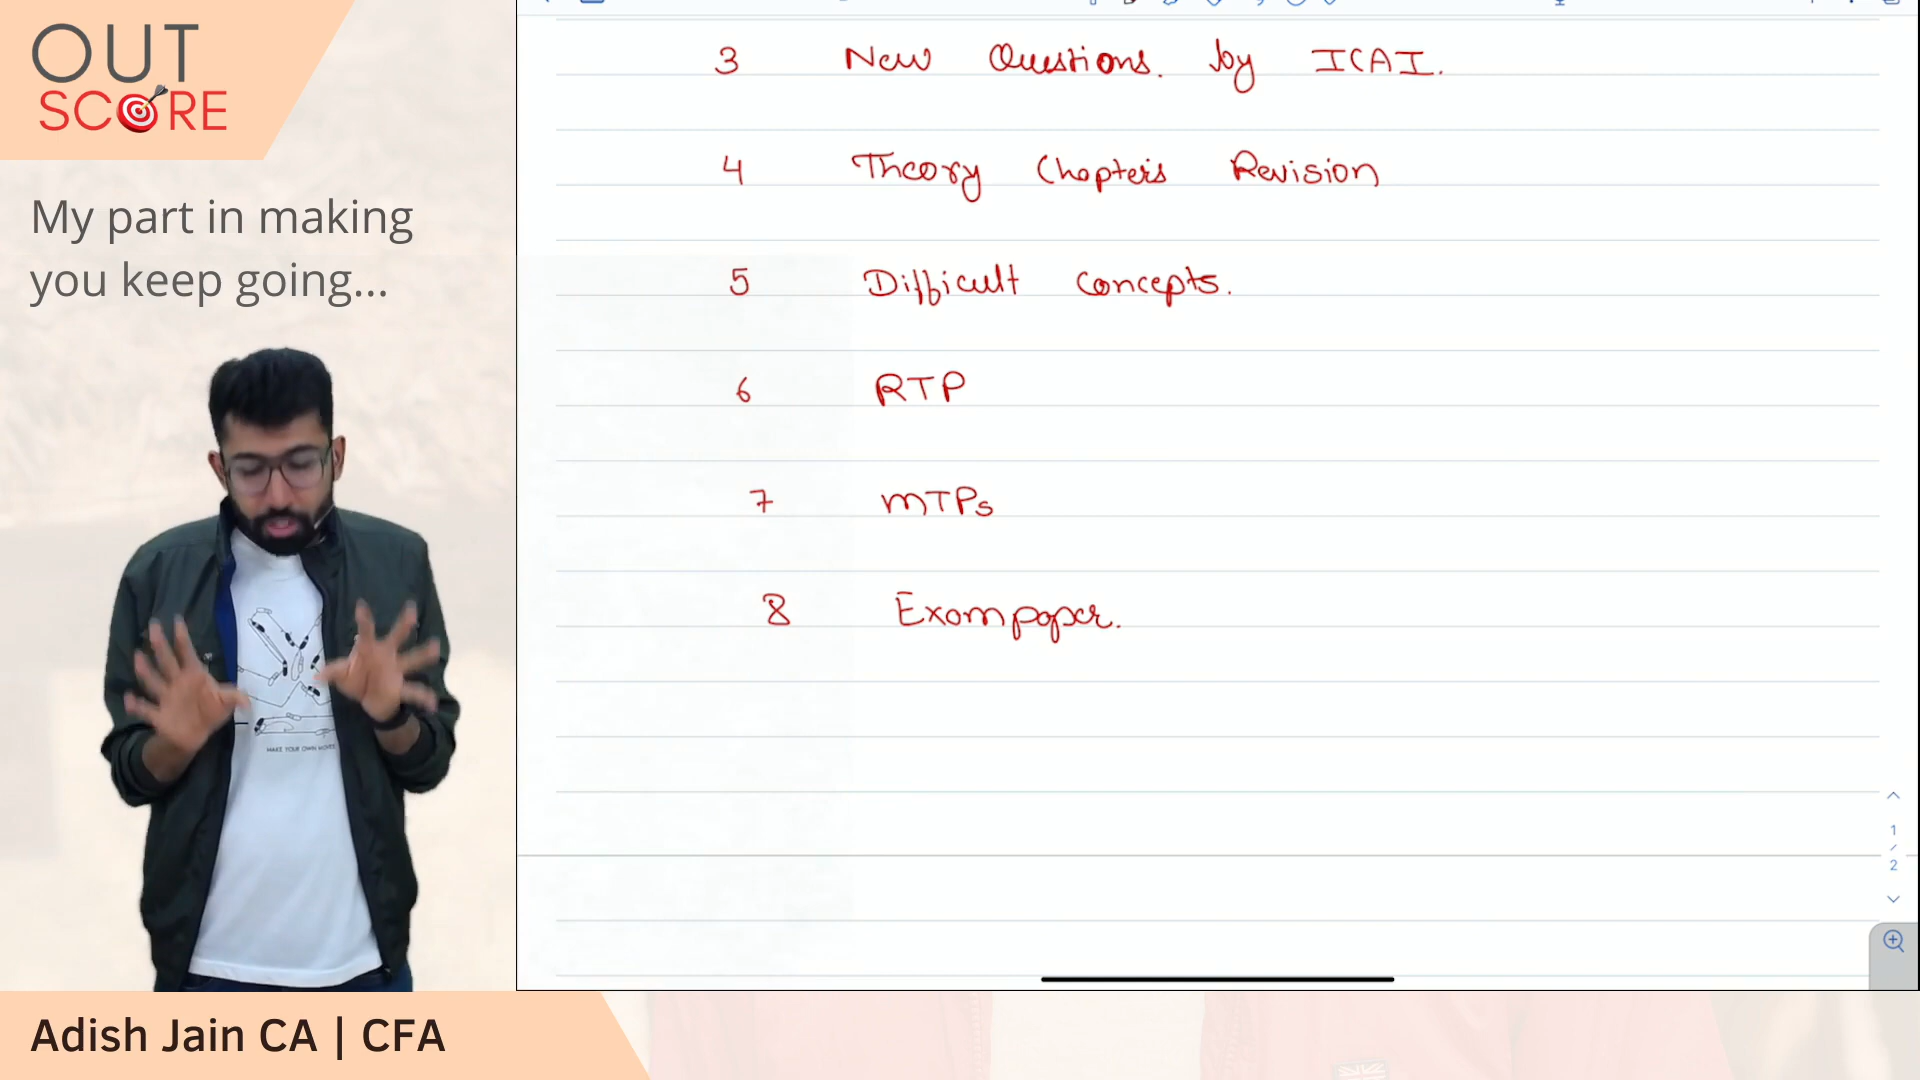 OUT
SCORE
My part in making
you keep going...
3 New Questions. by ICAI.
4 Theory Chapters Revision
5 Difficult concepts.
6 RTP
7 MTPs
8 Exam paper.
MAKE YOUR OWN MOVES
1
/
2
Adish Jain CA | CFA